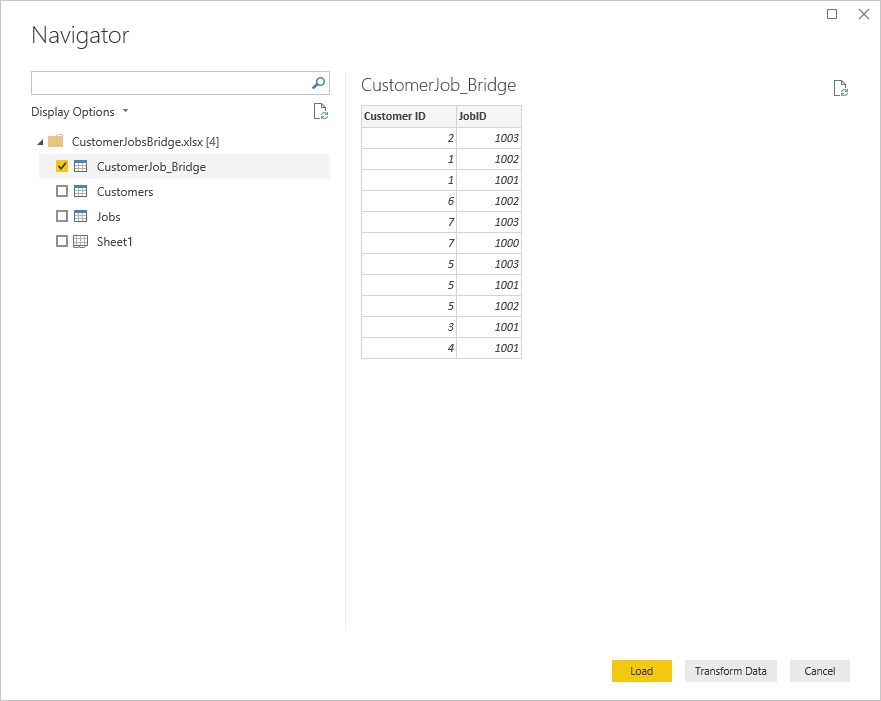 Navigator
Display Options
CustomerJobsBridge.xlsx [4]
CustomerJob_Bridge
Customers
Jobs
Sheet1
CustomerJob_Bridge
Customer ID JobID
2 1003
1 1002
1 1001
6 1002
7 1003
7 1000
5 1003
5 1001
5 1002
3 1001
4 1001
Load Transform Data Cancel